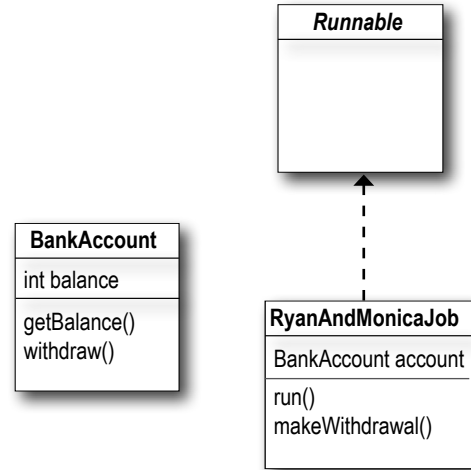 Runnable
BankAccount
int balance
getBalance()
withdraw()
RyanAndMonicaJob
BankAccount account
run()
makeWithdrawal()